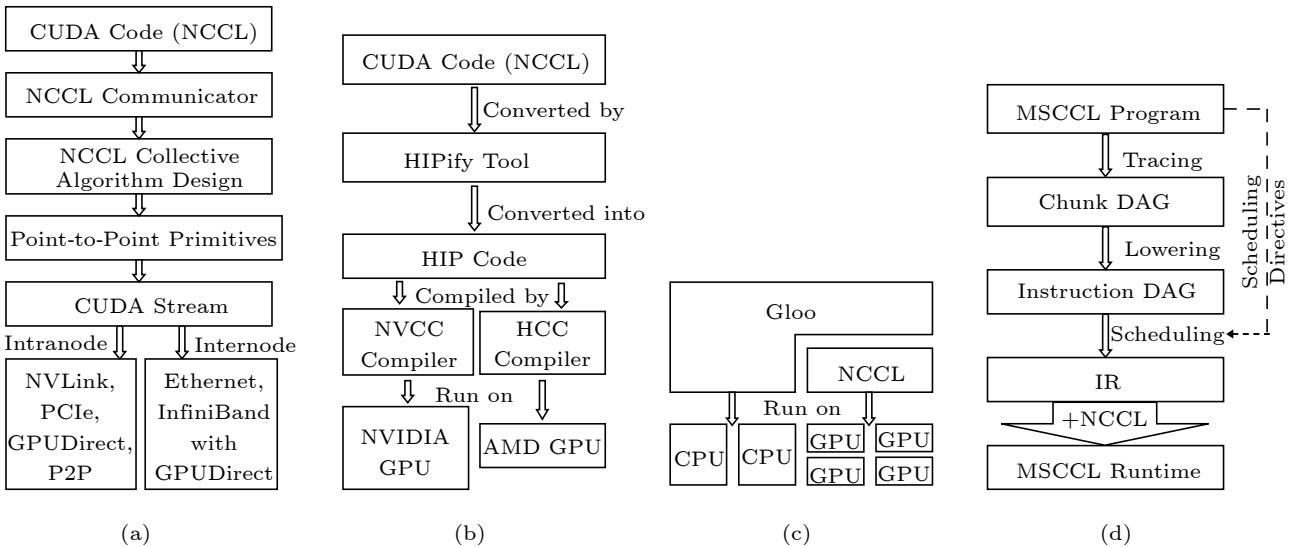 CUDA Code (NCCL)
NCCL Communicator
NCCL Collective
Algorithm Design
Point-to-Point Primitives
CUDA Stream
Intranode
Internode
NVLink,
PCIe,
GPUDirect,
P2P
Ethernet,
InfiniBand
with
GPUDirect
(a)
CUDA Code (NCCL)
Converted by
HIPify Tool
Converted into
HIP Code
Compiled by
NVCC
Compiler
HCC
Compiler
Run on
NVIDIA
GPU
AMD GPU
(b)
Gloo
NCCL
Run on
CPU
CPU
GPU
GPU
GPU
GPU
(c)
MSCCL Program
Tracing
Chunk DAG
Lowering
Instruction DAG
Scheduling
Scheduling
Directives
IR
+NCCL
MSCCL Runtime
(d)